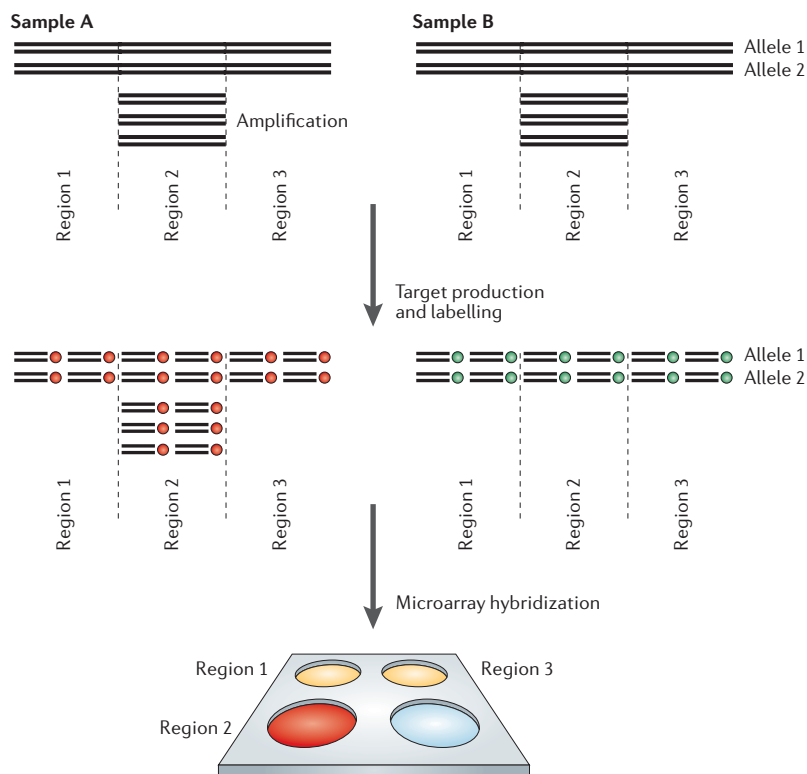 Sample A
Sample B
Allele 1
Allele 2
Amplification
Region 1
Region 2
Region 3
Region 1
Region 2
Region 3
Target production
and labelling
Allele 1
Allele 2
Region 1
Region 2
Region 3
Region 1
Region 2
Region 3
Microarray hybridization
Region 1
Region 3
Region 2